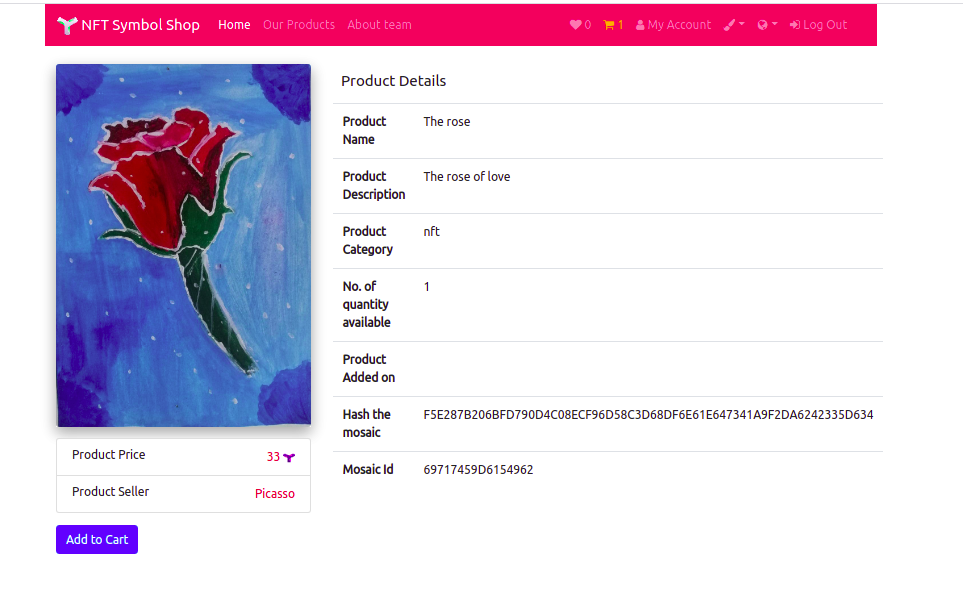 NFT Symbol Shop Home Our Products About team 0 1 My Account Log Out
Product Details
Product Name The rose
Product Description The rose of love
Product Category nft
No. of quantity available 1
Product Added on
Hash the mosaic F5E287B206BFD790D4C08ECF96D58C3D68DF6E61E647341A9F2DA6242335D634
Mosaic Id 69717459D6154962
Product Price 33
Product Seller Picasso
Add to Cart